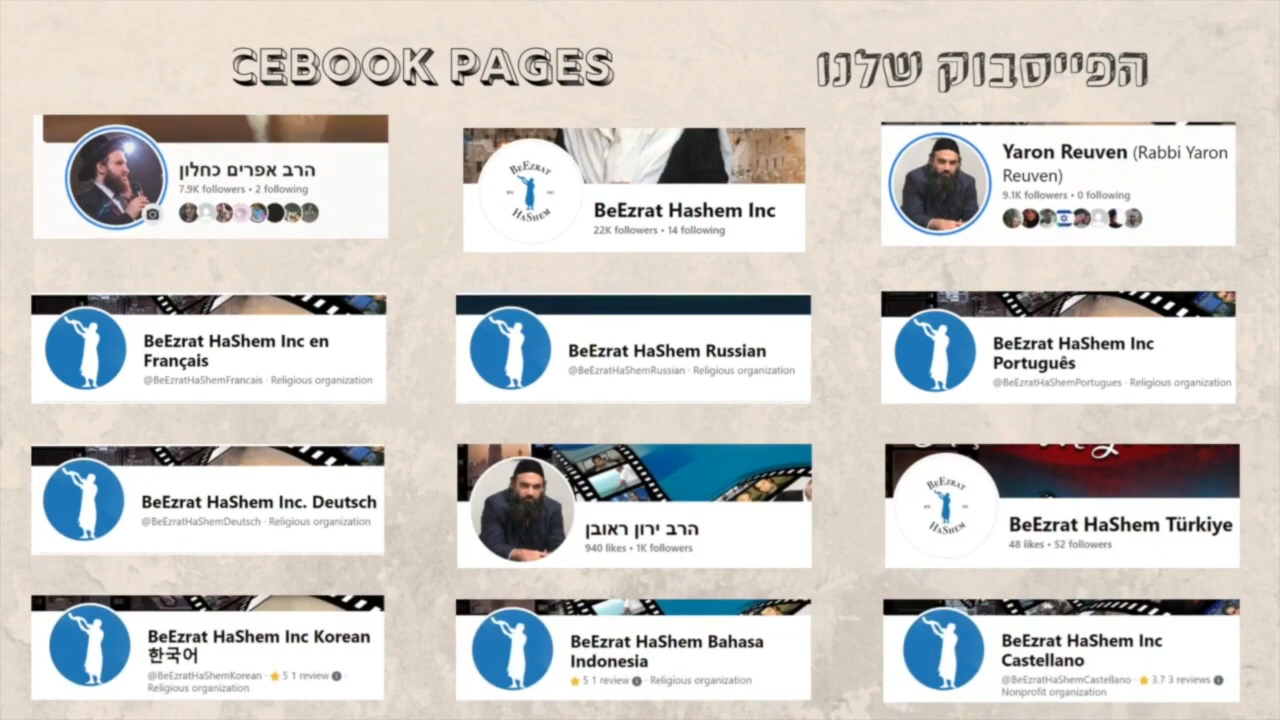 CEBOOK PAGES
הפייסבוק שלנו
הרב אפרים כחלון
7.9K followers • 2 following
BEEZRAT
HASHEM
BeEzrat Hashem Inc
22K followers • 14 following
Yaron Reuven (Rabbi Yaron
Reuven)
9.1K followers • 0 following
BeEzrat HaShem Inc en
Français
@BeEzratHaShemFrancais · Religious organization
BeEzrat HaShem Russian
@BeEzratHaShemRussian · Religious organization
BeEzrat HaShem Inc
Português
@BeEzratHaShemPortugues · Religious organization
BeEzrat HaShem Inc. Deutsch
@BeEzratHaShemDeutsch · Religious organization
הרב ירון ראובן
940 likes • 1K followers
BEEZRAT
HASHEM
BeEzrat HaShem Türkiye
48 likes • 52 followers
BeEzrat HaShem Inc Korean
한국어
@BeEzratHaShemKorean · 5 1 review ·
Religious organization
BeEzrat HaShem Bahasa
Indonesia
5 1 review · Religious organization
BeEzrat HaShem Inc
Castellano
@BeEzratHaShemCastellano · 3.7 3 reviews
Nonprofit organization